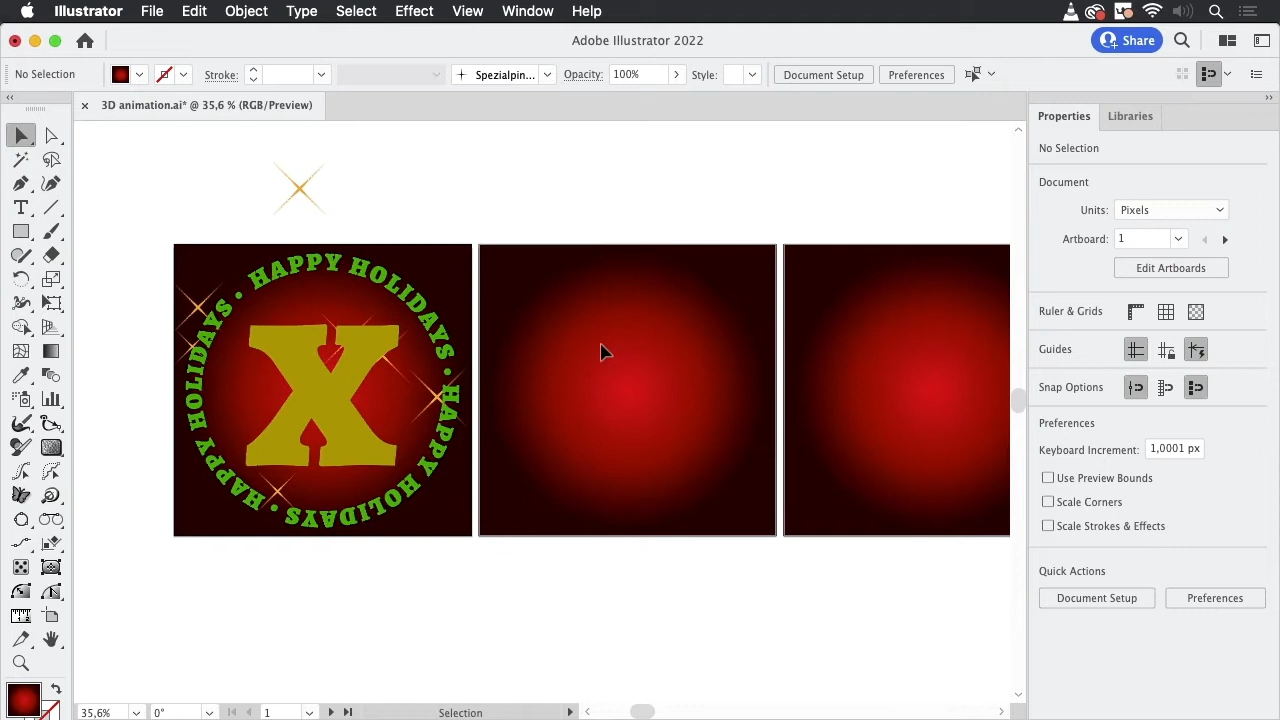 Illustrator File Edit Object Type Select Effect View Window Help
Adobe Illustrator 2022
Share
No Selection
Stroke:
Spezialpin...
Opacity:
100%
Style:
Document Setup
Preferences
3D animation.ai* @ 35,6 % (RGB/Preview)
Properties
Libraries
No Selection
Document
Units:
Pixels
Artboard:
1
Edit Artboards
Ruler & Grids
Guides
Snap Options
Preferences
Keyboard Increment:
1,0001 px
Use Preview Bounds
Scale Corners
Scale Strokes & Effects
Quick Actions
Document Setup
Preferences
HAPPY HOLIDAYS · HAPPY HOLIDAYS · HAPPY HOLIDAYS ·
X
35,6%
0°
1
Selection